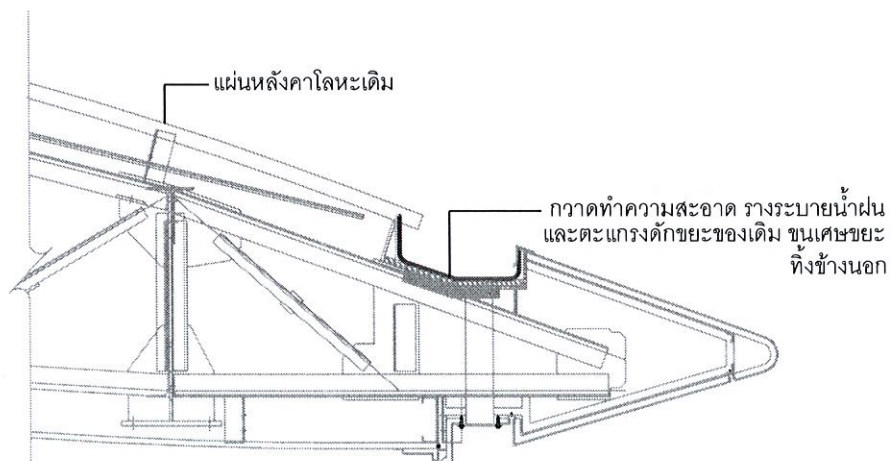 แผ่นหลังคาโลหะเดิม
กวาดทำความสะอาด รางระบายน้ำฝน
และตะแกรงดักขยะของเดิม ขนเศษขยะ
ทิ้งข้างนอก